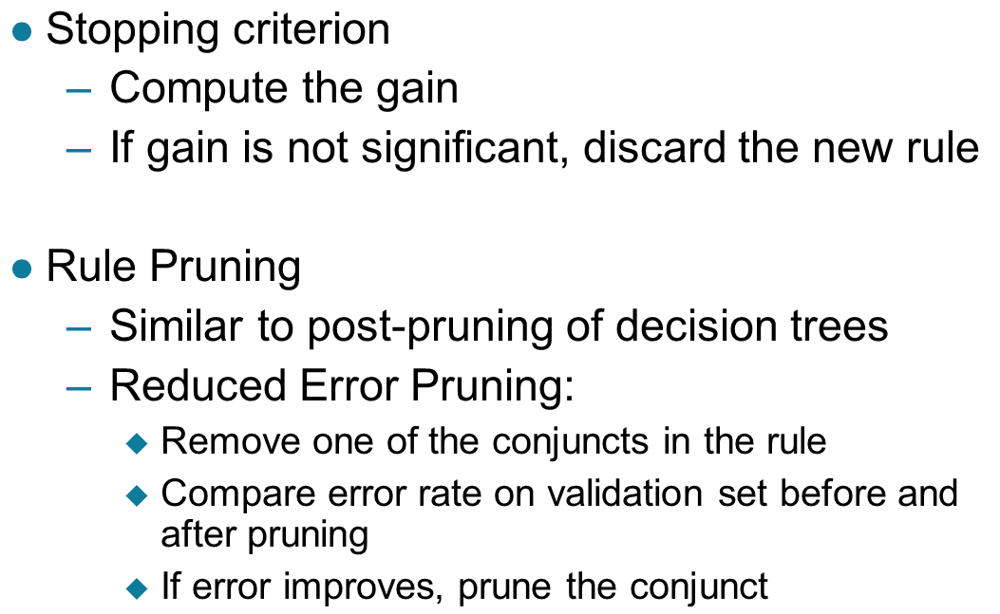 ● Stopping criterion
– Compute the gain
– If gain is not significant, discard the new rule
● Rule Pruning
– Similar to post-pruning of decision trees
– Reduced Error Pruning:
◆ Remove one of the conjuncts in the rule
◆ Compare error rate on validation set before and
after pruning
◆ If error improves, prune the conjunct